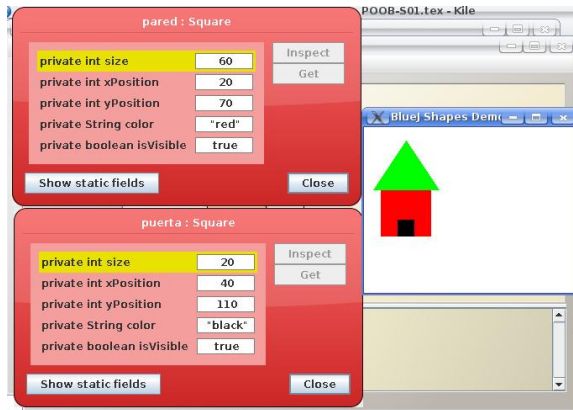 POOB-S01.tex - Kile
pared : Square
private int size 60
private int xPosition 20
private int yPosition 70
private String color "red"
private boolean isVisible true
Inspect
Get
Show static fields
Close
BlueJ Shapes Dem
puerta : Square
private int size 20
private int xPosition 40
private int yPosition 110
private String color "black"
private boolean isVisible true
Inspect
Get
Show static fields
Close